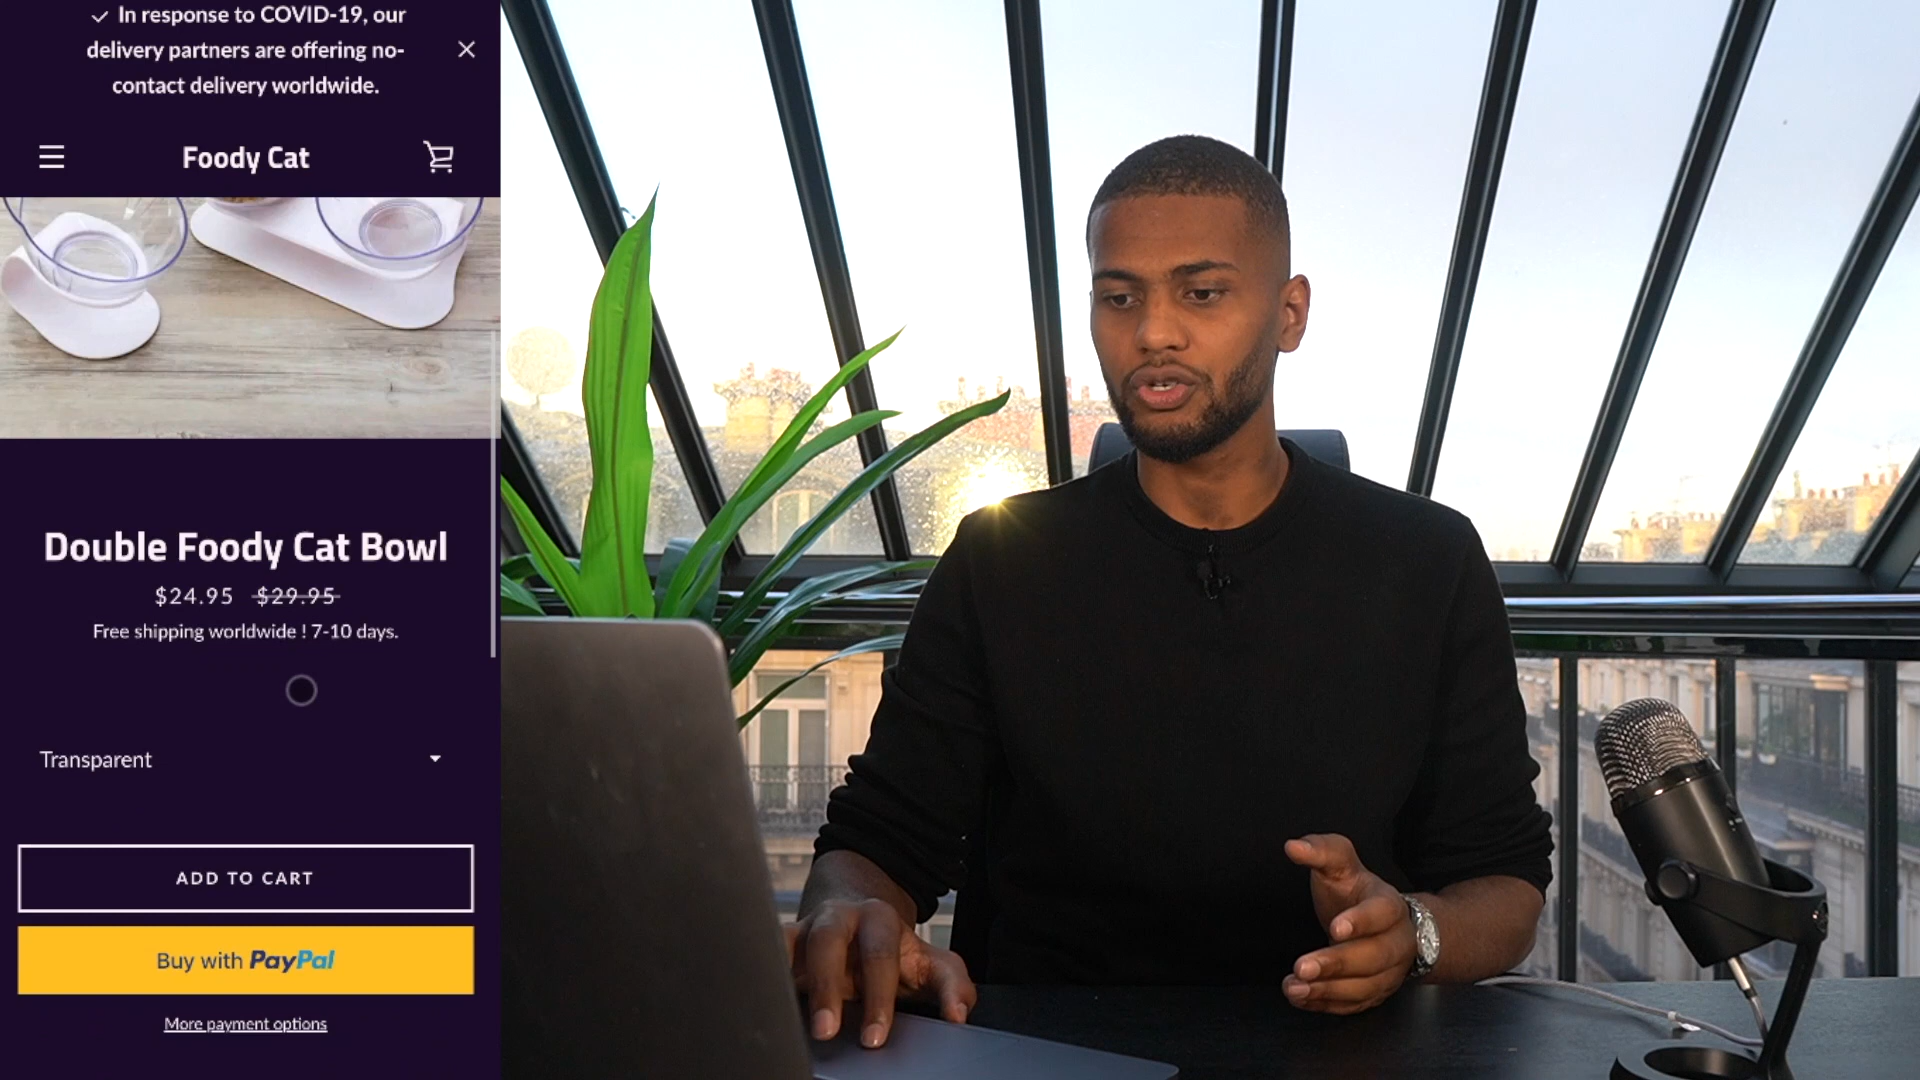 ✓ In response to COVID-19, our
delivery partners are offering no-
contact delivery worldwide.
Foody Cat
Double Foody Cat Bowl
$24.95 $29.95
Free shipping worldwide ! 7-10 days.
Transparent
ADD TO CART
Buy with PayPal
More payment options